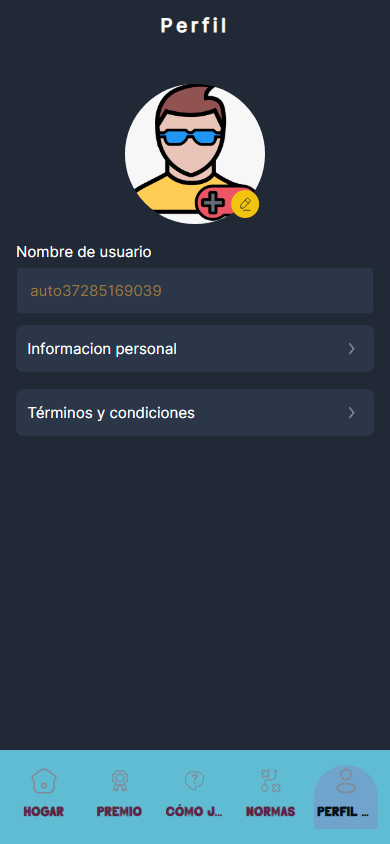 Perfil
Nombre de usuario
auto37285169039
Informacion personal
Términos y condiciones
HOGAR PREMIO CÓMO J... NORMAS PERFIL ...